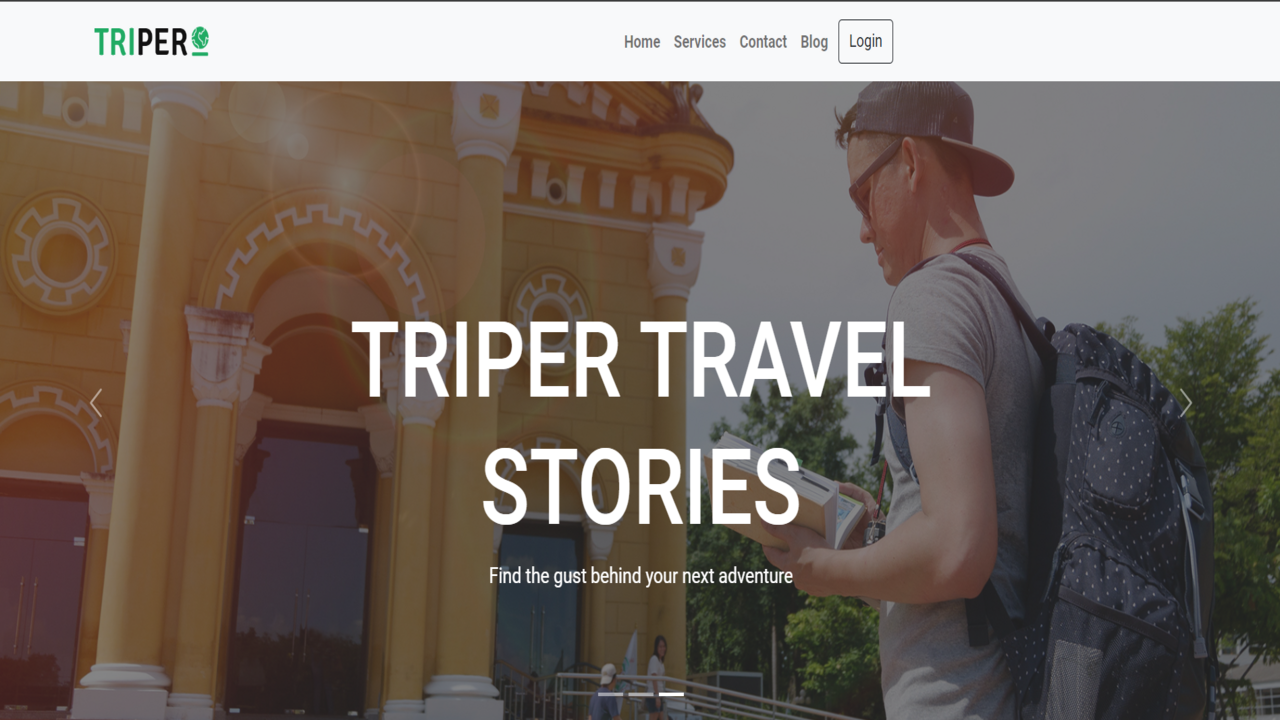 TRIPER
Home Services Contact Blog Login
TRIPER TRAVEL
STORIES
Find the gust behind your next adventure